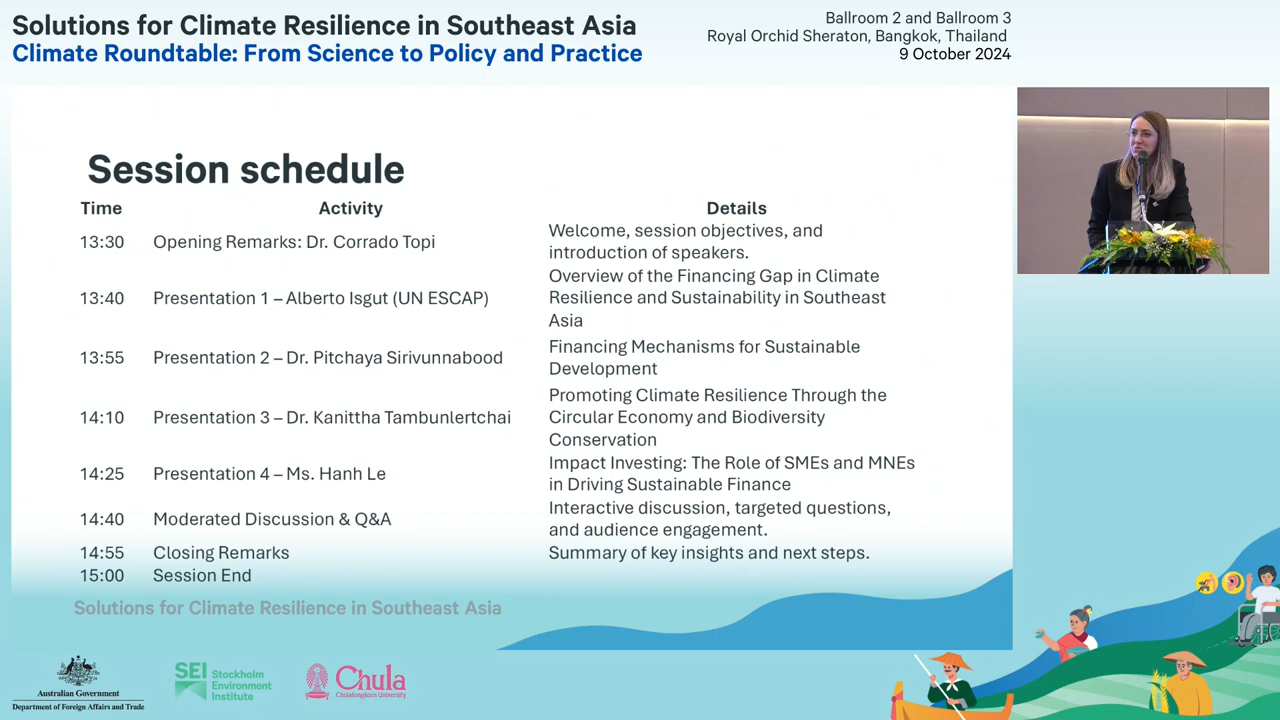 Solutions for Climate Resilience in Southeast Asia
Climate Roundtable: From Science to Policy and Practice
Ballroom 2 and Ballroom 3
Royal Orchid Sheraton, Bangkok, Thailand
9 October 2024
Session schedule
Time Activity Details
13:30 Opening Remarks: Dr. Corrado Topi Welcome, session objectives, and
introduction of speakers.
13:40 Presentation 1 – Alberto Isgut (UN ESCAP) Overview of the Financing Gap in Climate
Resilience and Sustainability in Southeast
Asia
13:55 Presentation 2 – Dr. Pitchaya Sirivunnabood Financing Mechanisms for Sustainable
Development
14:10 Presentation 3 – Dr. Kanittha Tambunlertchai Promoting Climate Resilience Through the
Circular Economy and Biodiversity
Conservation
14:25 Presentation 4 – Ms. Hanh Le Impact Investing: The Role of SMEs and MNEs
in Driving Sustainable Finance
14:40 Moderated Discussion & Q&A Interactive discussion, targeted questions,
and audience engagement.
14:55 Closing Remarks Summary of key insights and next steps.
15:00 Session End
Solutions for Climate Resilience in Southeast Asia
Australian Government
Department of Foreign Affairs and Trade
SEI Stockholm
Environment
Institute
Chula
Chulalongkorn University